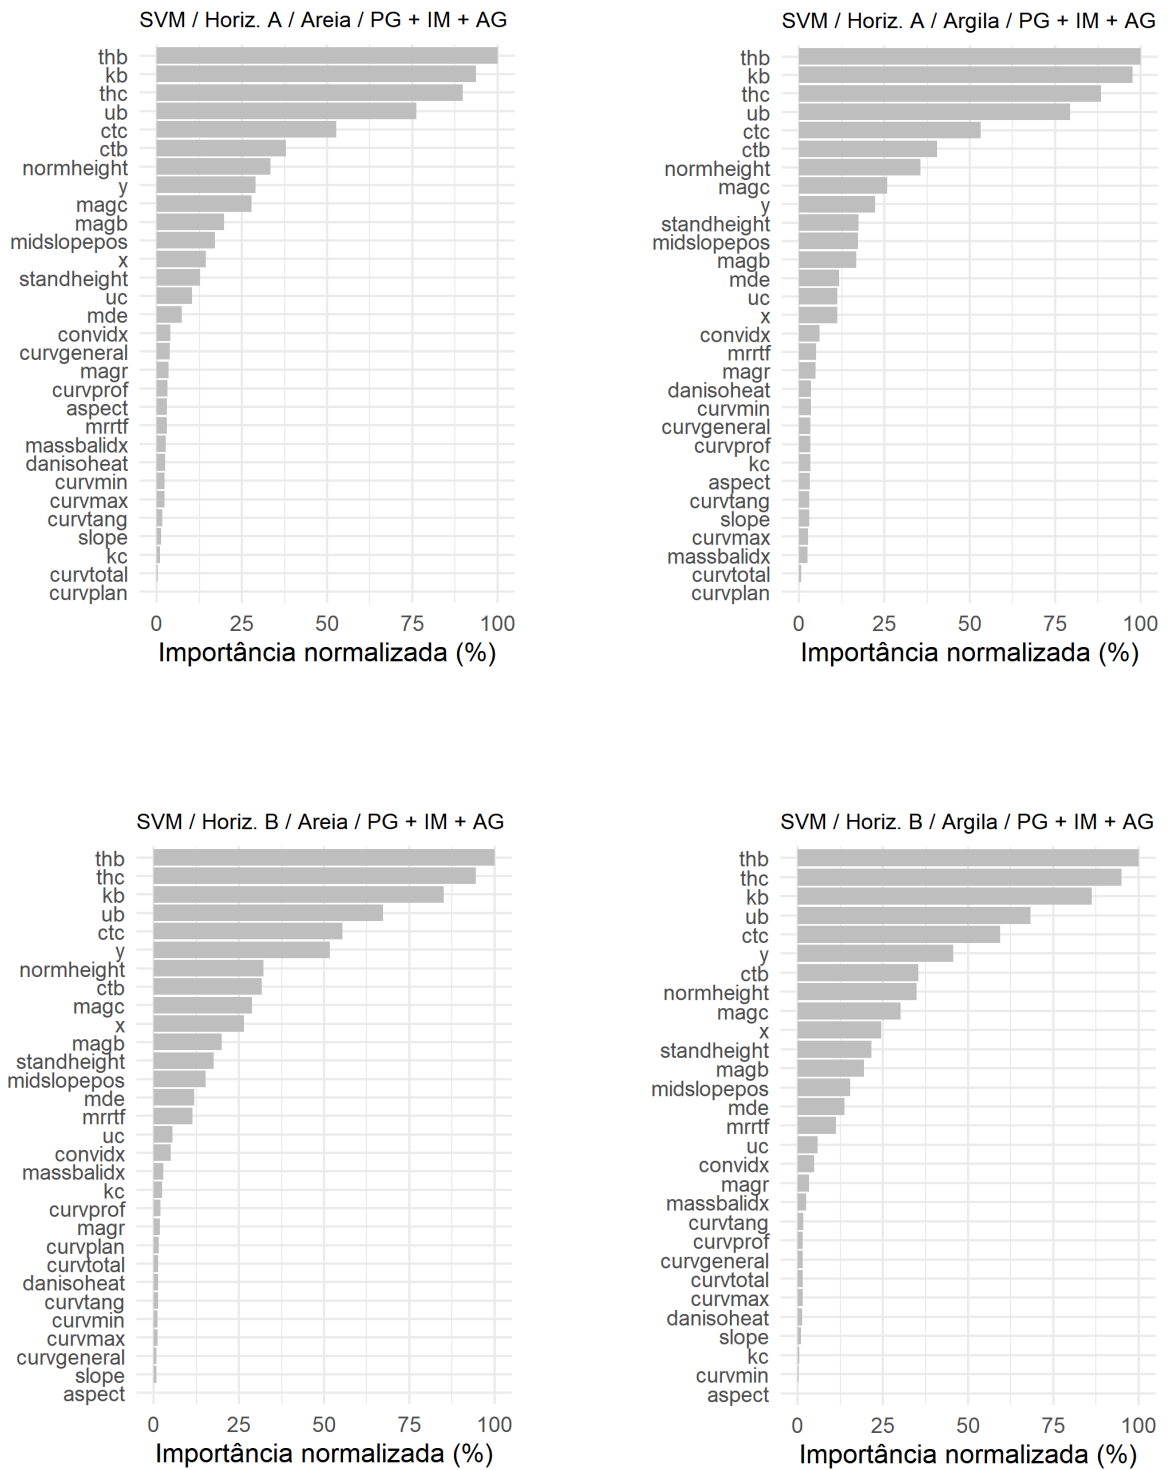 SVM / Horiz. A / Areia / PG + IM + AG
thb
kb
thc
ub
ctc
ctb
normheight
y
magc
magb
midslopepos
x
standheight
uc
mde
convidx
curvgeneral
magr
curvprof
aspect
mrrtf
massbalidx
danisoheat
curvmin
curvmax
curvtang
slope
kc
curvtotal
curvplan
0 25 50 75 100
Importância normalizada (%)
SVM / Horiz. A / Argila / PG + IM + AG
thb
kb
thc
ub
ctc
ctb
normheight
magc
y
standheight
midslopepos
magb
mde
uc
x
convidx
mrrtf
magr
danisoheat
curvmin
curvgeneral
curvprof
kc
aspect
curvtang
slope
curvmax
massbalidx
curvtotal
curvplan
0 25 50 75 100
Importância normalizada (%)
SVM / Horiz. B / Areia / PG + IM + AG
thb
thc
kb
ub
ctc
y
normheight
ctb
magc
x
magb
standheight
midslopepos
mde
mrrtf
uc
convidx
massbalidx
kc
curvprof
magr
curvplan
curvtotal
danisoheat
curvtang
curvmin
curvmax
curvgeneral
slope
aspect
0 25 50 75 100
Importância normalizada (%)
SVM / Horiz. B / Argila / PG + IM + AG
thb
thc
kb
ub
ctc
y
ctb
normheight
magc
x
standheight
magb
midslopepos
mde
mrrtf
uc
convidx
magr
massbalidx
curvtang
curvprof
curvgeneral
curvtotal
curvmax
danisoheat
slope
kc
curvmin
aspect
0 25 50 75 100
Importância normalizada (%)